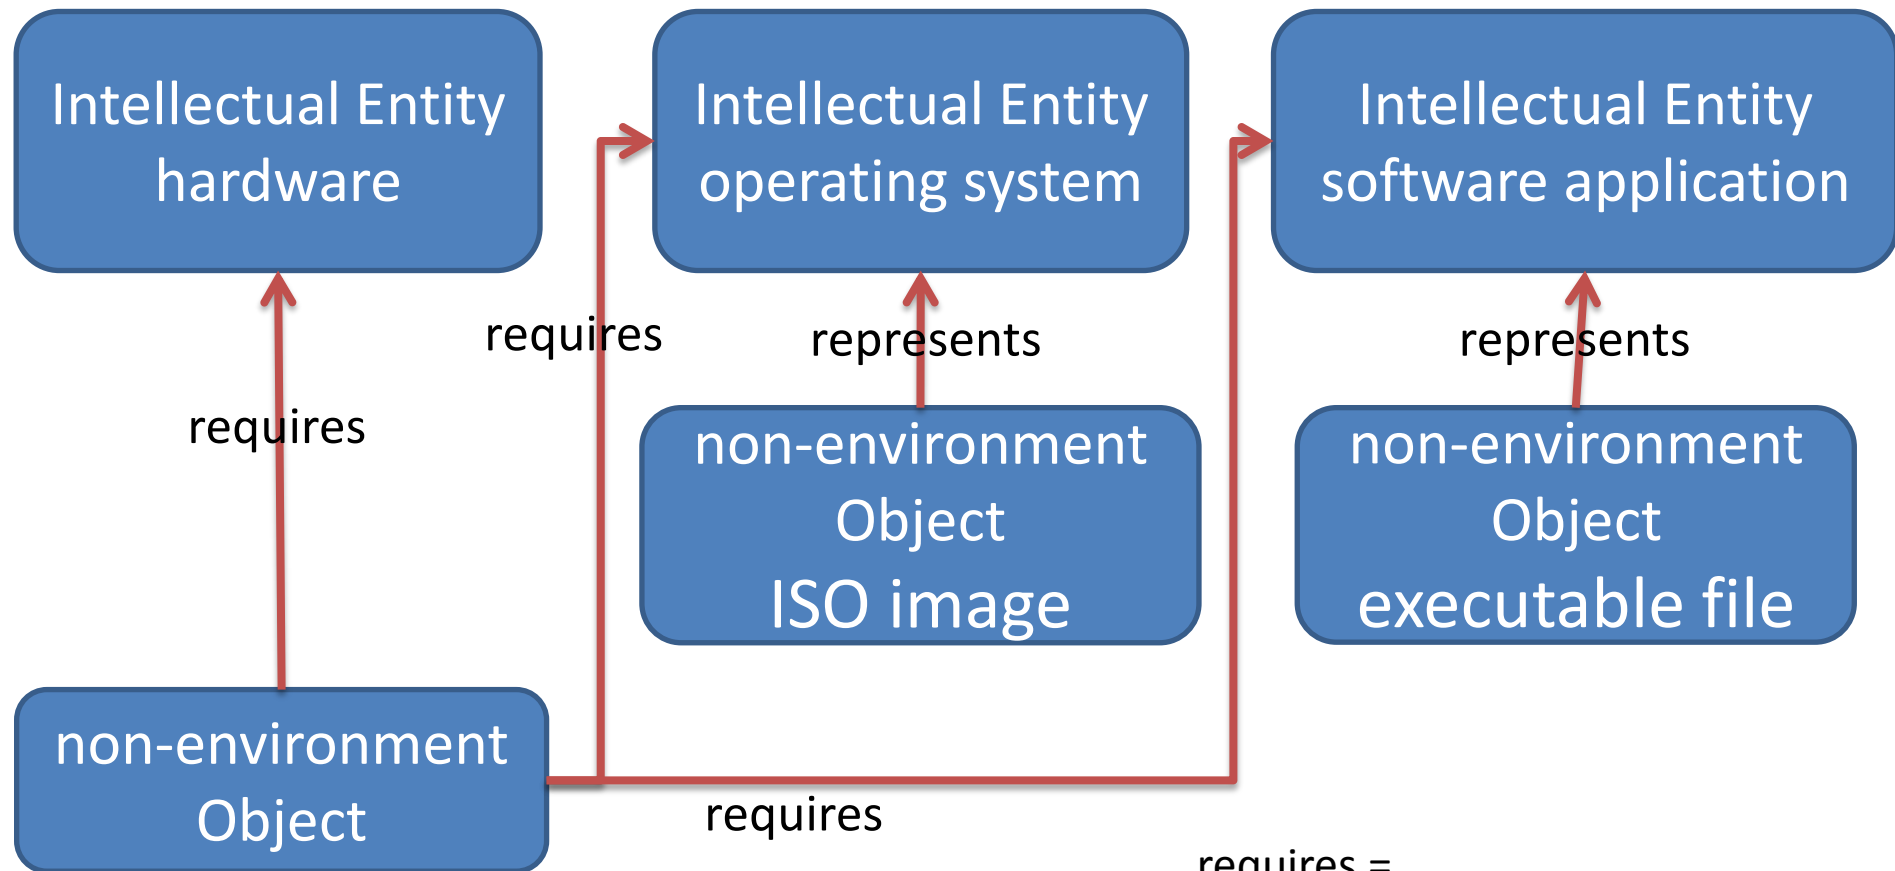 Intellectual Entity
hardware
Intellectual Entity
operating system
Intellectual Entity
software application
requires
represents
represents
requires
non-environment
Object
ISO image
non-environment
Object
executable file
non-environment
Object
requires
requires =